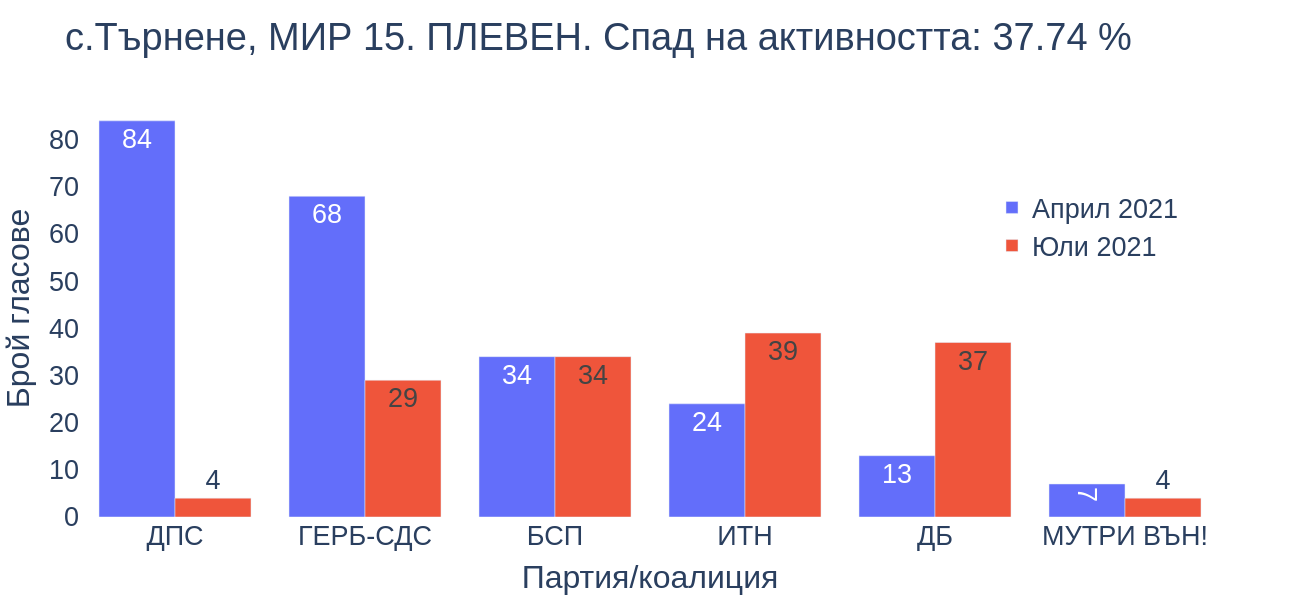 с.Търнене, МИР 15. ПЛЕВЕН. Спад на активността: 37.74 %
Брой гласове
80
70
60
50
40
30
20
10
0
84
4
68
29
34
34
24
39
13
37
7
4
Април 2021
Юли 2021
ДПС
ГЕРБ-СДС
БСП
ИТН
ДБ
МУТРИ ВЪН!
Партия/коалиция